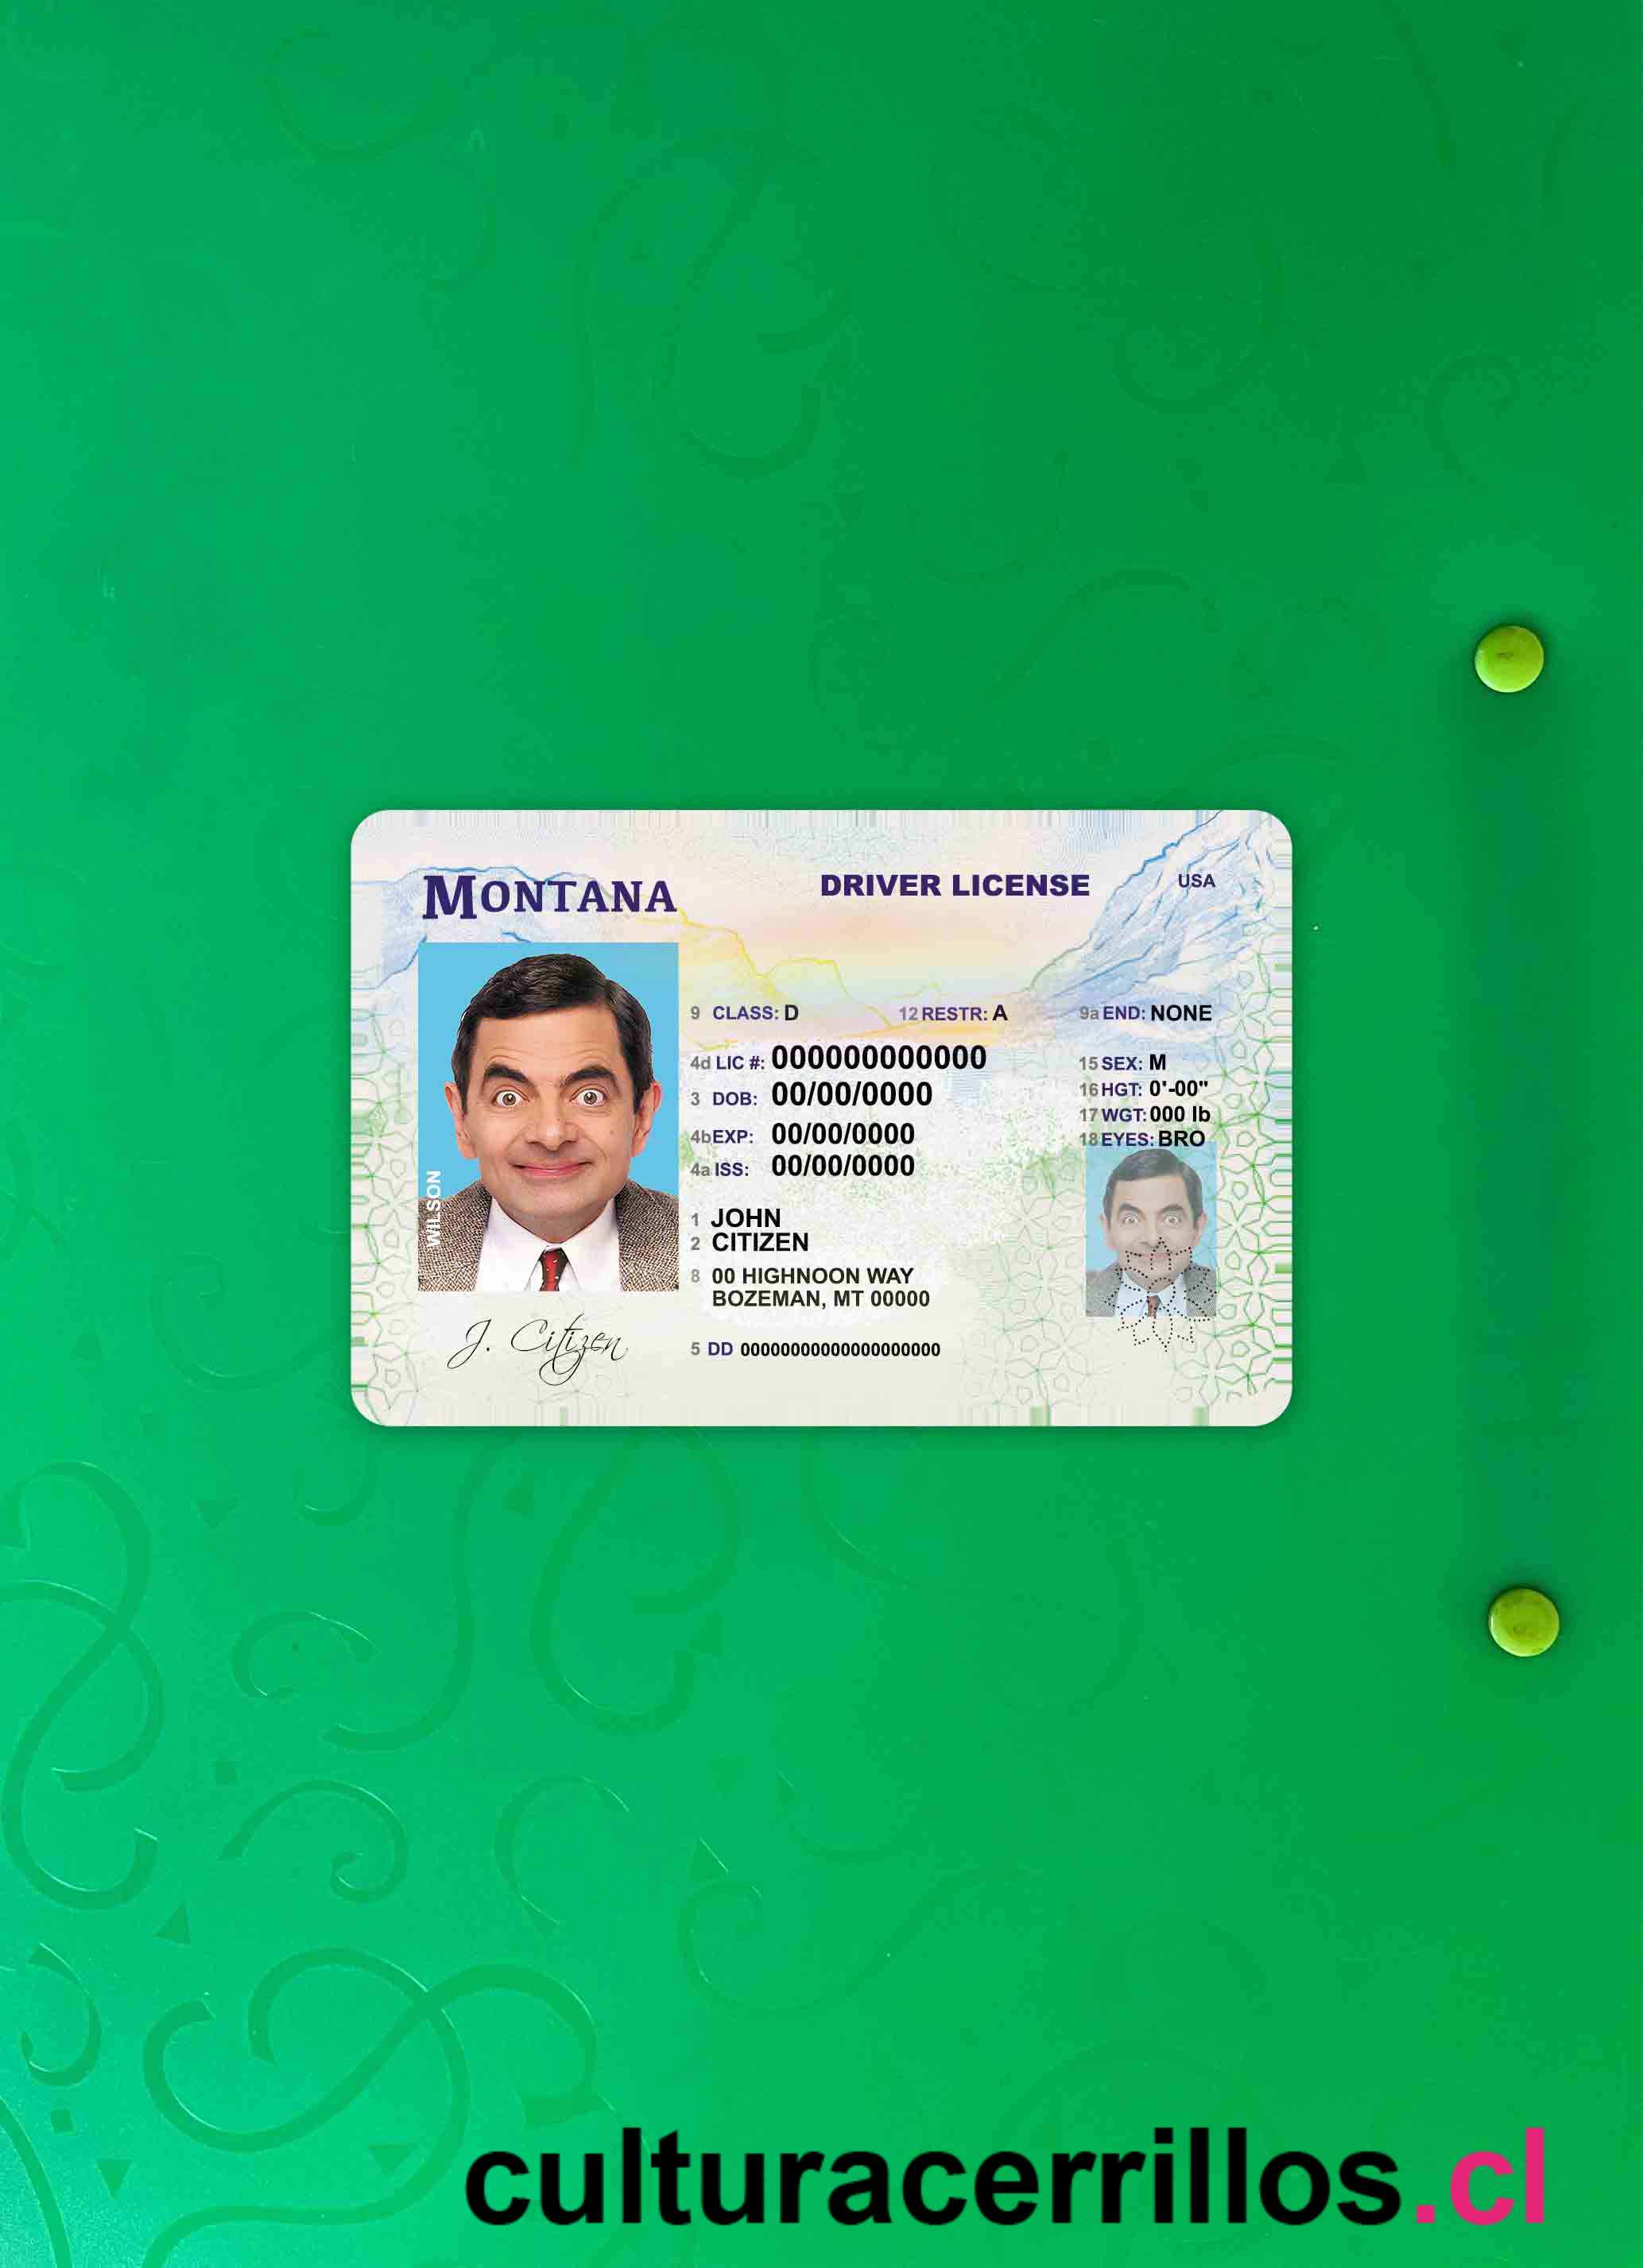 MONTANA
DRIVER LICENSE
USA
9 CLASS: D 12 RESTR: A 9a END: NONE
4d LIC #: 000000000000
3 DOB: 00/00/0000
4b EXP: 00/00/0000
4a ISS: 00/00/0000
15 SEX: M
16 HGT: 0'-00"
17 WGT: 000 lb
18 EYES: BRO
WILSON
1 JOHN
2 CITIZEN
8 00 HIGHNOON WAY
BOZEMAN, MT 00000
J. Citizen
5 DD 00000000000000000000
culturacerrillos.cl